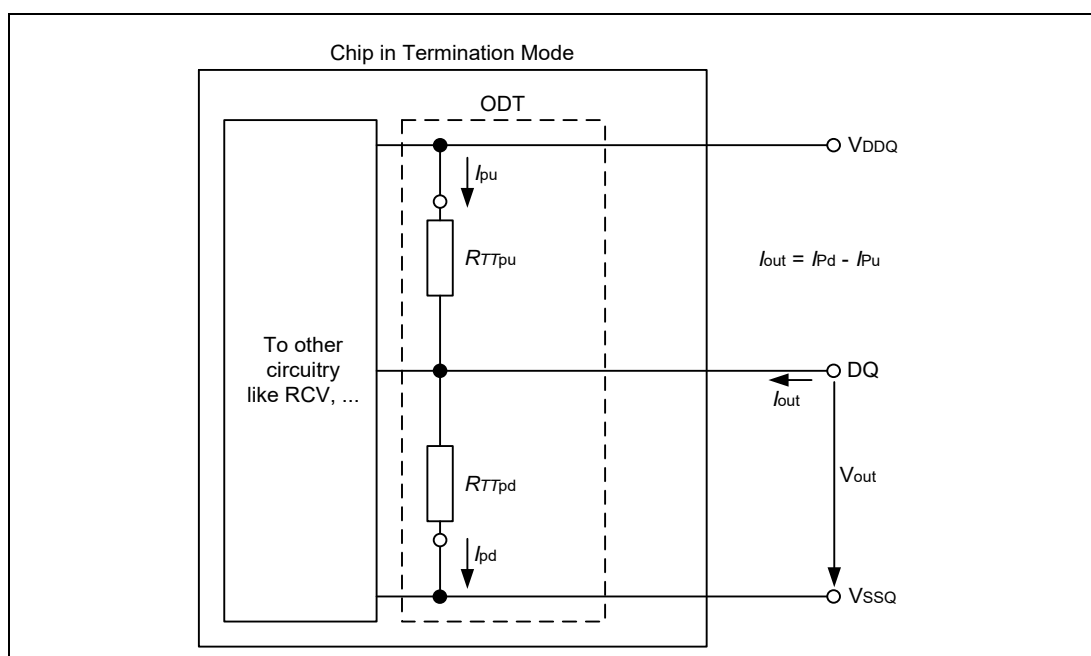 Chip in Termination Mode
ODT
VDDQ
Ipu
RTTpu
Iout = IPd - IPu
To other
circuitry
like RCV, ...
DQ
Iout
RTTpd
Vout
Ipd
VSSQ